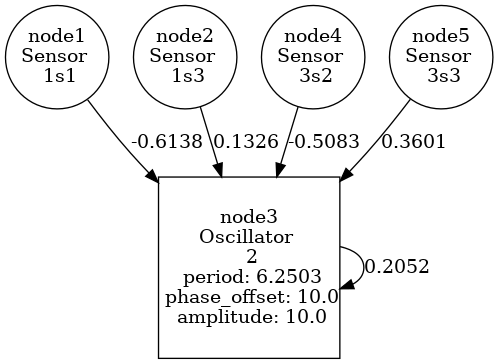 node1
Sensor
1s1
node2
Sensor
1s3
node4
Sensor
3s2
node5
Sensor
3s3
-0.6138
0.1326
-0.5083
0.3601
node3
Oscillator
2
period: 6.2503
phase_offset: 10.0
amplitude: 10.0
0.2052